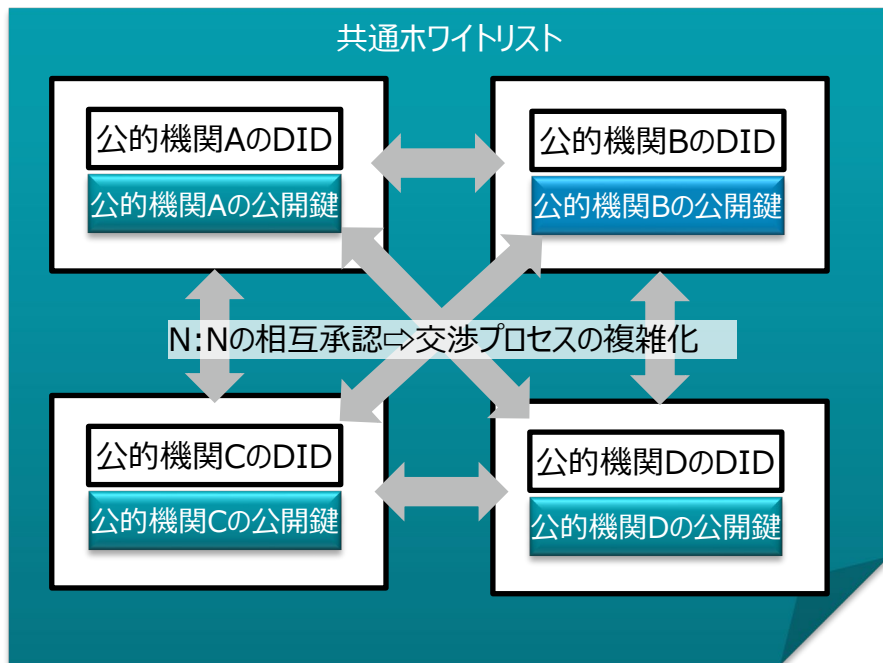 共通ホワイトリスト
公的機関AのDID
公的機関Aの公開鍵
公的機関BのDID
公的機関Bの公開鍵
N:Nの相互承認⇨交渉プロセスの複雑化
公的機関CのDID
公的機関Cの公開鍵
公的機関DのDID
公的機関Dの公開鍵